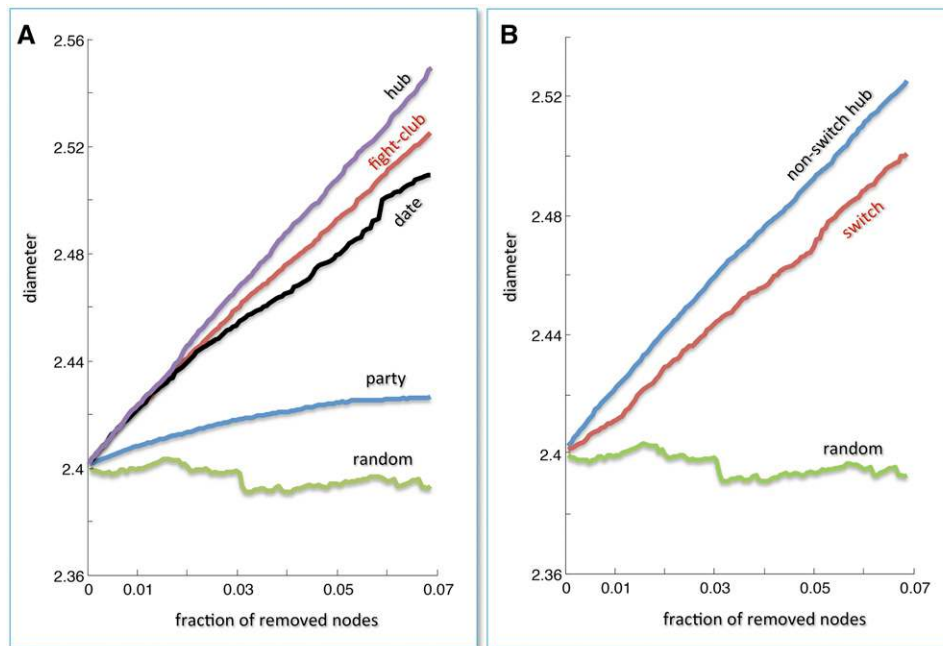 A
2.56
2.52
2.48
2.44
2.4
2.36
diameter
hub
fight-club
date
party
random
0 0.01 0.03 0.05 0.07
fraction of removed nodes
B
2.52
2.48
2.44
2.4
2.36
diameter
non-switch hub
switch
random
0 0.01 0.03 0.05 0.07
fraction of removed nodes